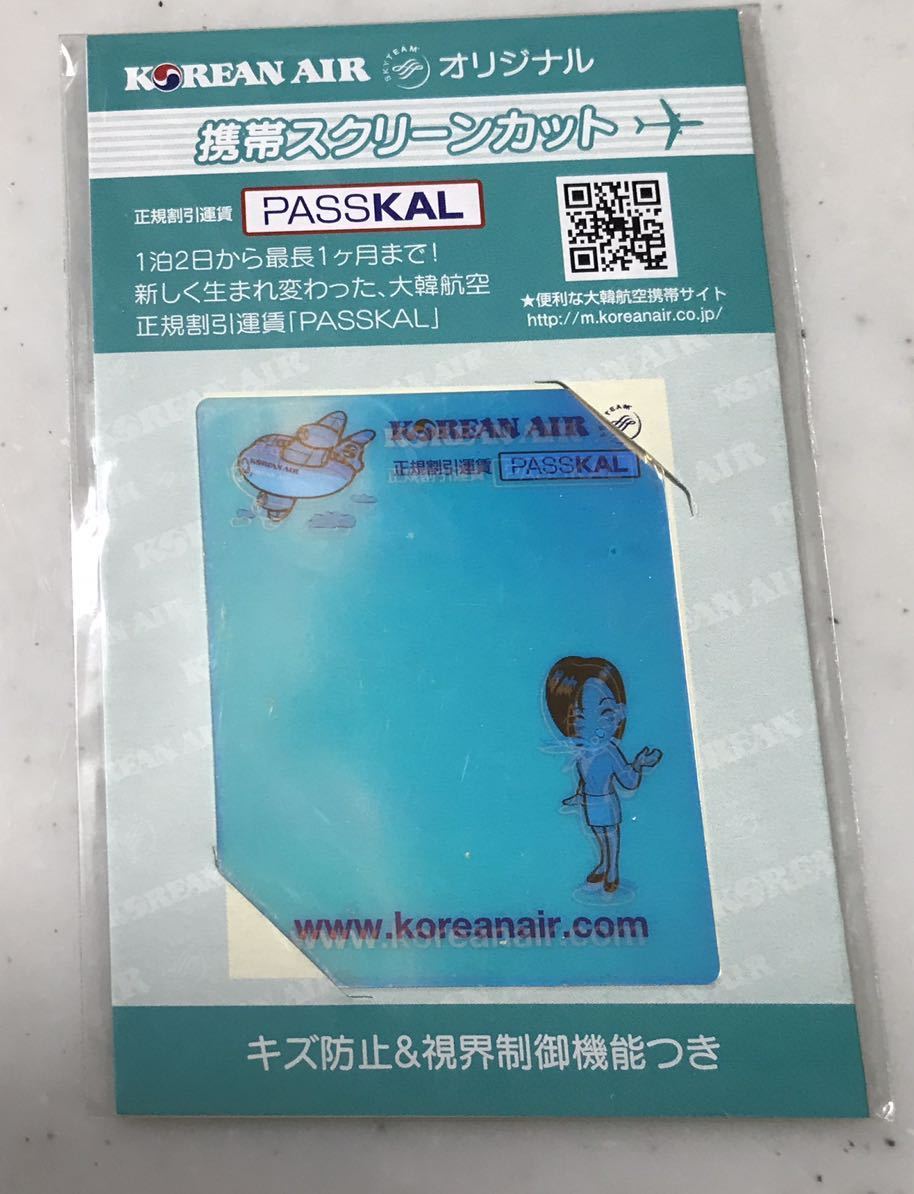 KOREAN AIR SKYTEAM オリジナル
携帯スクリーンカット
正規割引運賃 PASSKAL
1泊2日から最長1ヶ月まで!
新しく生まれ変わった、大韓航空
正規割引運賃「PASSKAL」
★便利な大韓航空携帯サイト
http://m.koreanair.co.jp/
KOREAN AIR
KOREAN AIR
正規割引運賃 PASSKAL
www.koreanair.com
キズ防止&視界制御機能つき